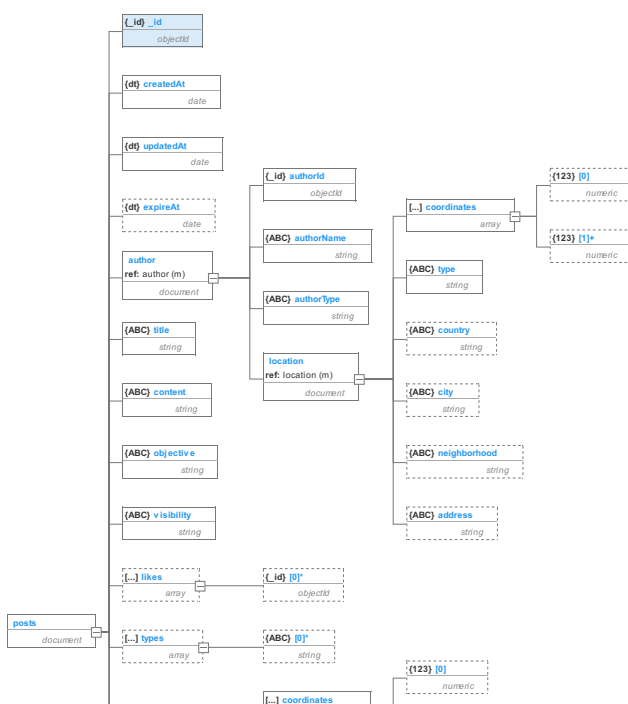 {_id} _id
objectId
{dt} createdAt
date
{dt} updatedAt
date
{_id} authorId
objectId
{123} [0]
numeric
{dt} expireAt
date
[...] coordinates
array
{ABC} authorName
string
{123} [1]+
numeric
author
ref: author (m)
document
{ABC} type
string
{ABC} authorType
string
{ABC} title
string
{ABC} country
string
location
ref: location (m)
document
{ABC} content
string
{ABC} city
string
{ABC} objective
string
{ABC} neighborhood
string
{ABC} visibility
string
{ABC} address
string
[...] likes
array
{_id} [0]*
objectId
posts
document
[...] types
array
{ABC} [0]*
string
{123} [0]
numeric
[...] coordinates